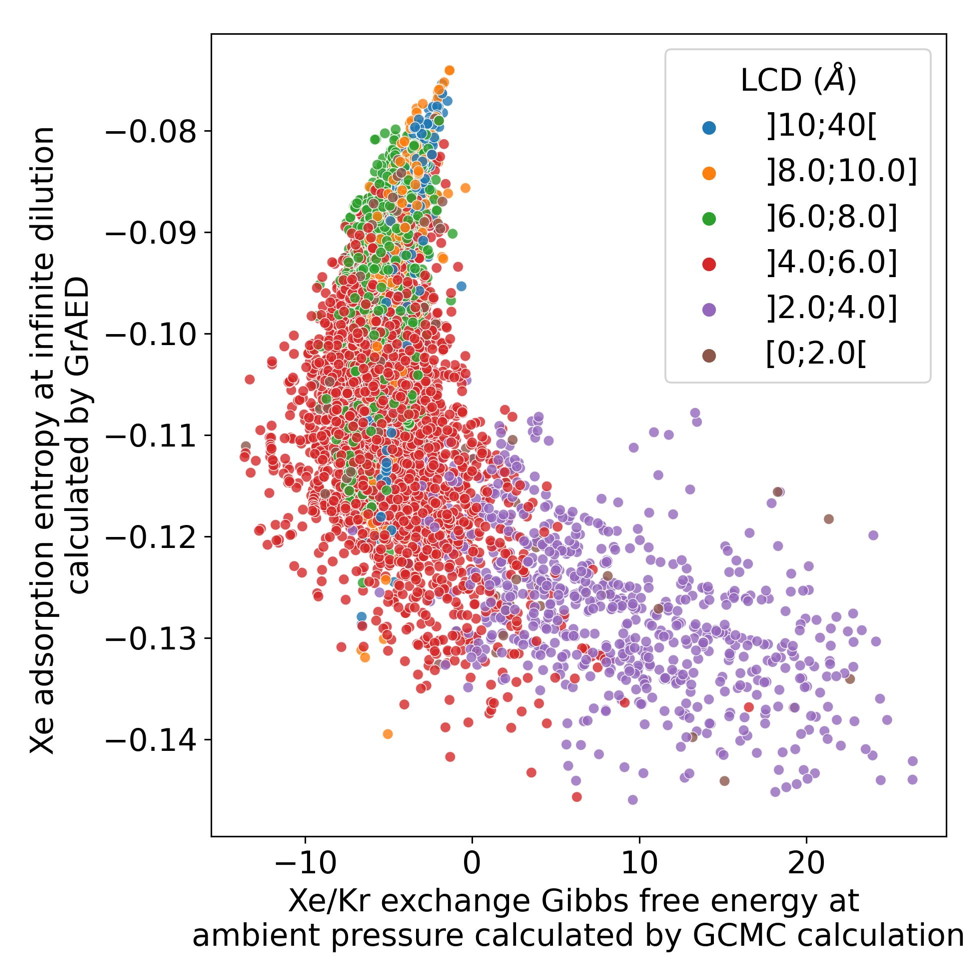 LCD (Å)
]10;40[
]8.0;10.0]
]6.0;8.0]
]4.0;6.0]
]2.0;4.0]
[0;2.0[
−0.08
−0.09
−0.10
−0.11
−0.12
−0.13
−0.14
Xe adsorption entropy at infinite dilution
calculated by GrAED
−10 0 10 20
Xe/Kr exchange Gibbs free energy at
ambient pressure calculated by GCMC calculation